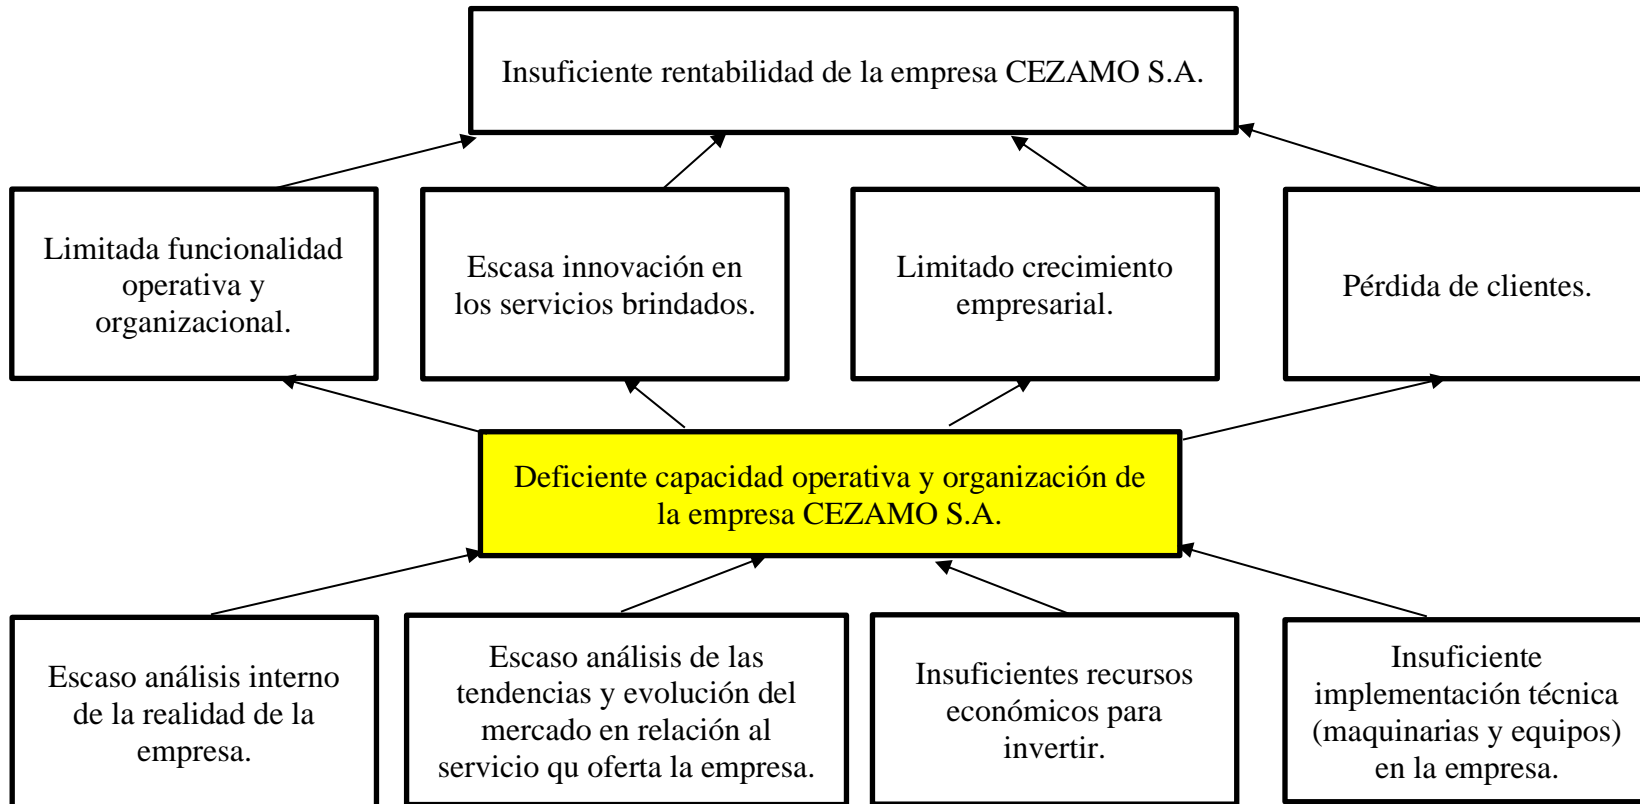 Insuficiente rentabilidad de la empresa CEZAMO S.A.
Limitada funcionalidad
operativa y
organizacional.
Escasa innovación en
los servicios brindados.
Limitado crecimiento
empresarial.
Pérdida de clientes.
Deficiente capacidad operativa y organización de
la empresa CEZAMO S.A.
Escaso análisis interno
de la realidad de la
empresa.
Escaso análisis de las
tendencias y evolución del
mercado en relación al
servicio qu oferta la empresa.
Insuficientes recursos
económicos para
invertir.
Insuficiente
implementación técnica
(maquinarias y equipos)
en la empresa.